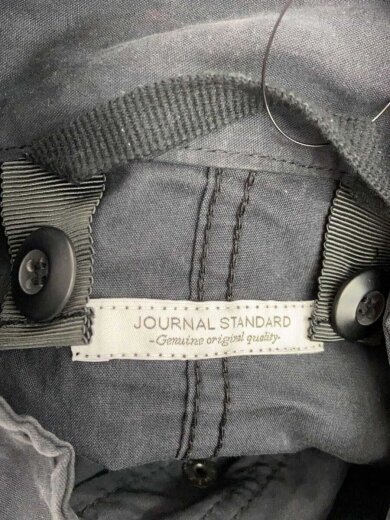 JOURNAL STANDARD
-Genuine original quality-